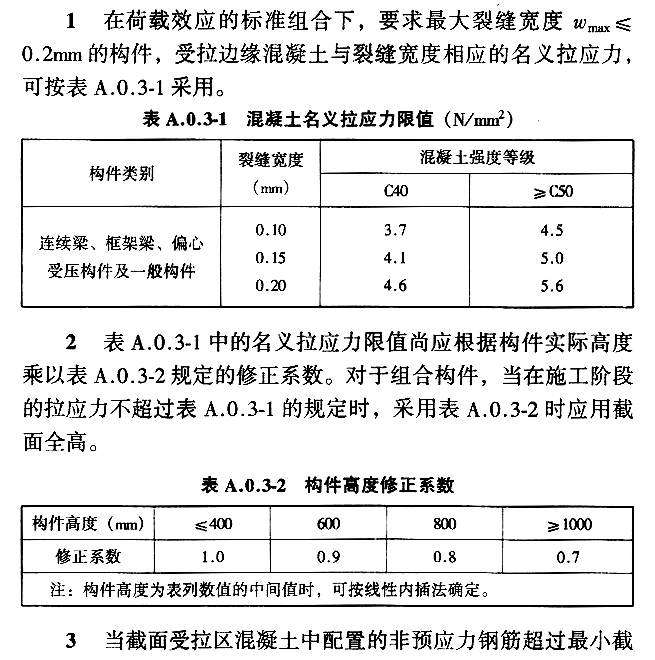 1 在荷载效应的标准组合下，要求最大裂缝宽度 wmax≤
0.2mm 的构件，受拉边缘混凝土与裂缝宽度相应的名义拉应力，
可按表 A.0.3-1 采用。
表 A.0.3-1 混凝土名义拉应力限值（N/mm²）
构件类别 裂缝宽度（mm） 混凝土强度等级
C40 ≥C50
连续梁、框架梁、偏心受压构件及一般构件
0.10 3.7 4.5
0.15 4.1 5.0
0.20 4.6 5.6
2 表 A.0.3-1 中的名义拉应力限值尚应根据构件实际高度
乘以表 A.0.3-2 规定的修正系数。对于组合构件，当在施工阶段
的拉应力不超过表 A.0.3-1 的规定时，采用表 A.0.3-2 时应用截
面全高。
表 A.0.3-2 构件高度修正系数
构件高度（mm） ≤400 600 800 ≥1000
修正系数 1.0 0.9 0.8 0.7
注：构件高度为表列数值的中间值时，可按线性内插法确定。
3 当截面受拉区混凝土中配置的非预应力钢筋超过最小截